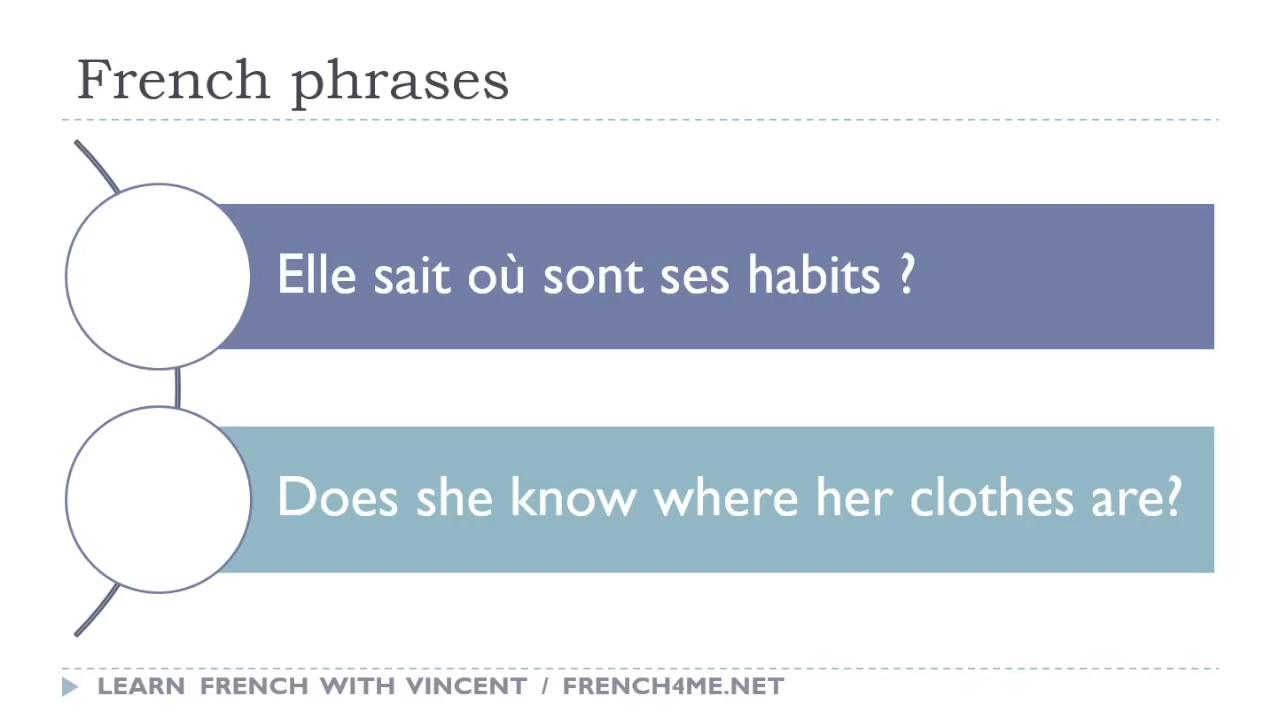 French phrases
Elle sait où sont ses habits ?
Does she know where her clothes are?
LEARN FRENCH WITH VINCENT / FRENCH4ME.NET